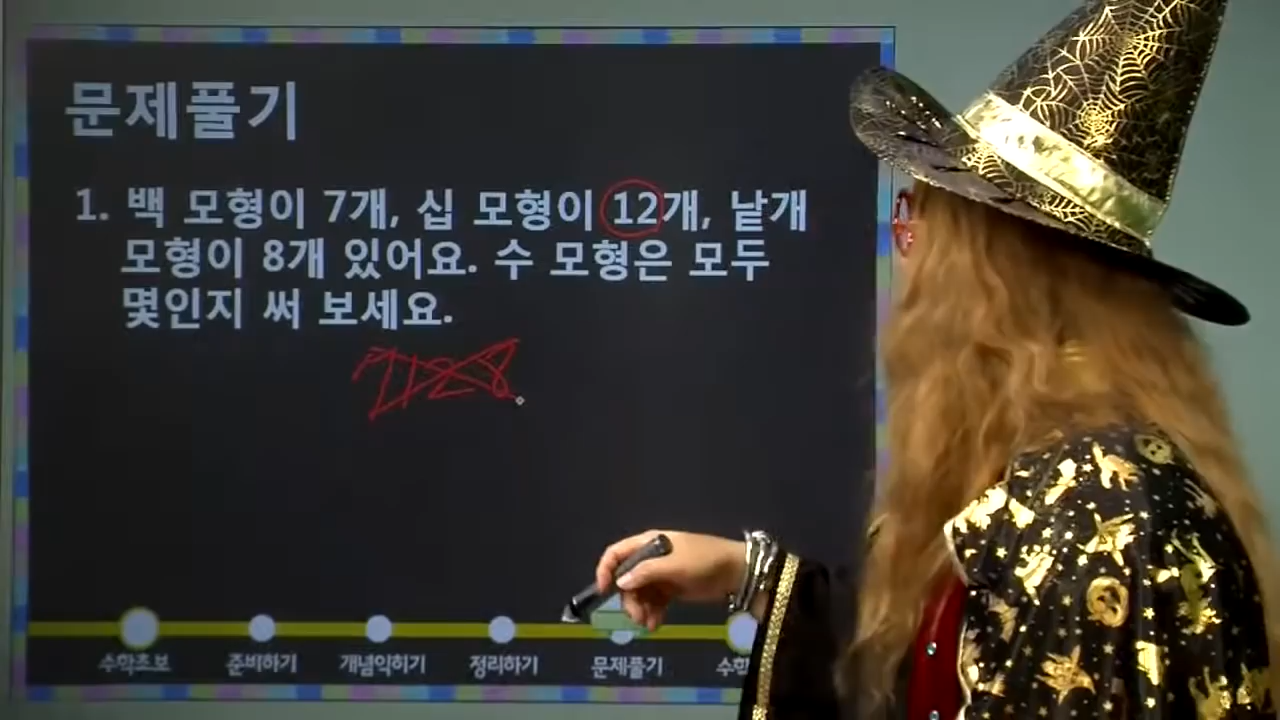 문제풀기
1. 백 모형이 7개, 십 모형이 12개, 낱개
모형이 8개 있어요. 수 모형은 모두
몇인지 써 보세요.
7128
수학초보 준비하기 개념익히기 정리하기 문제풀기 수학